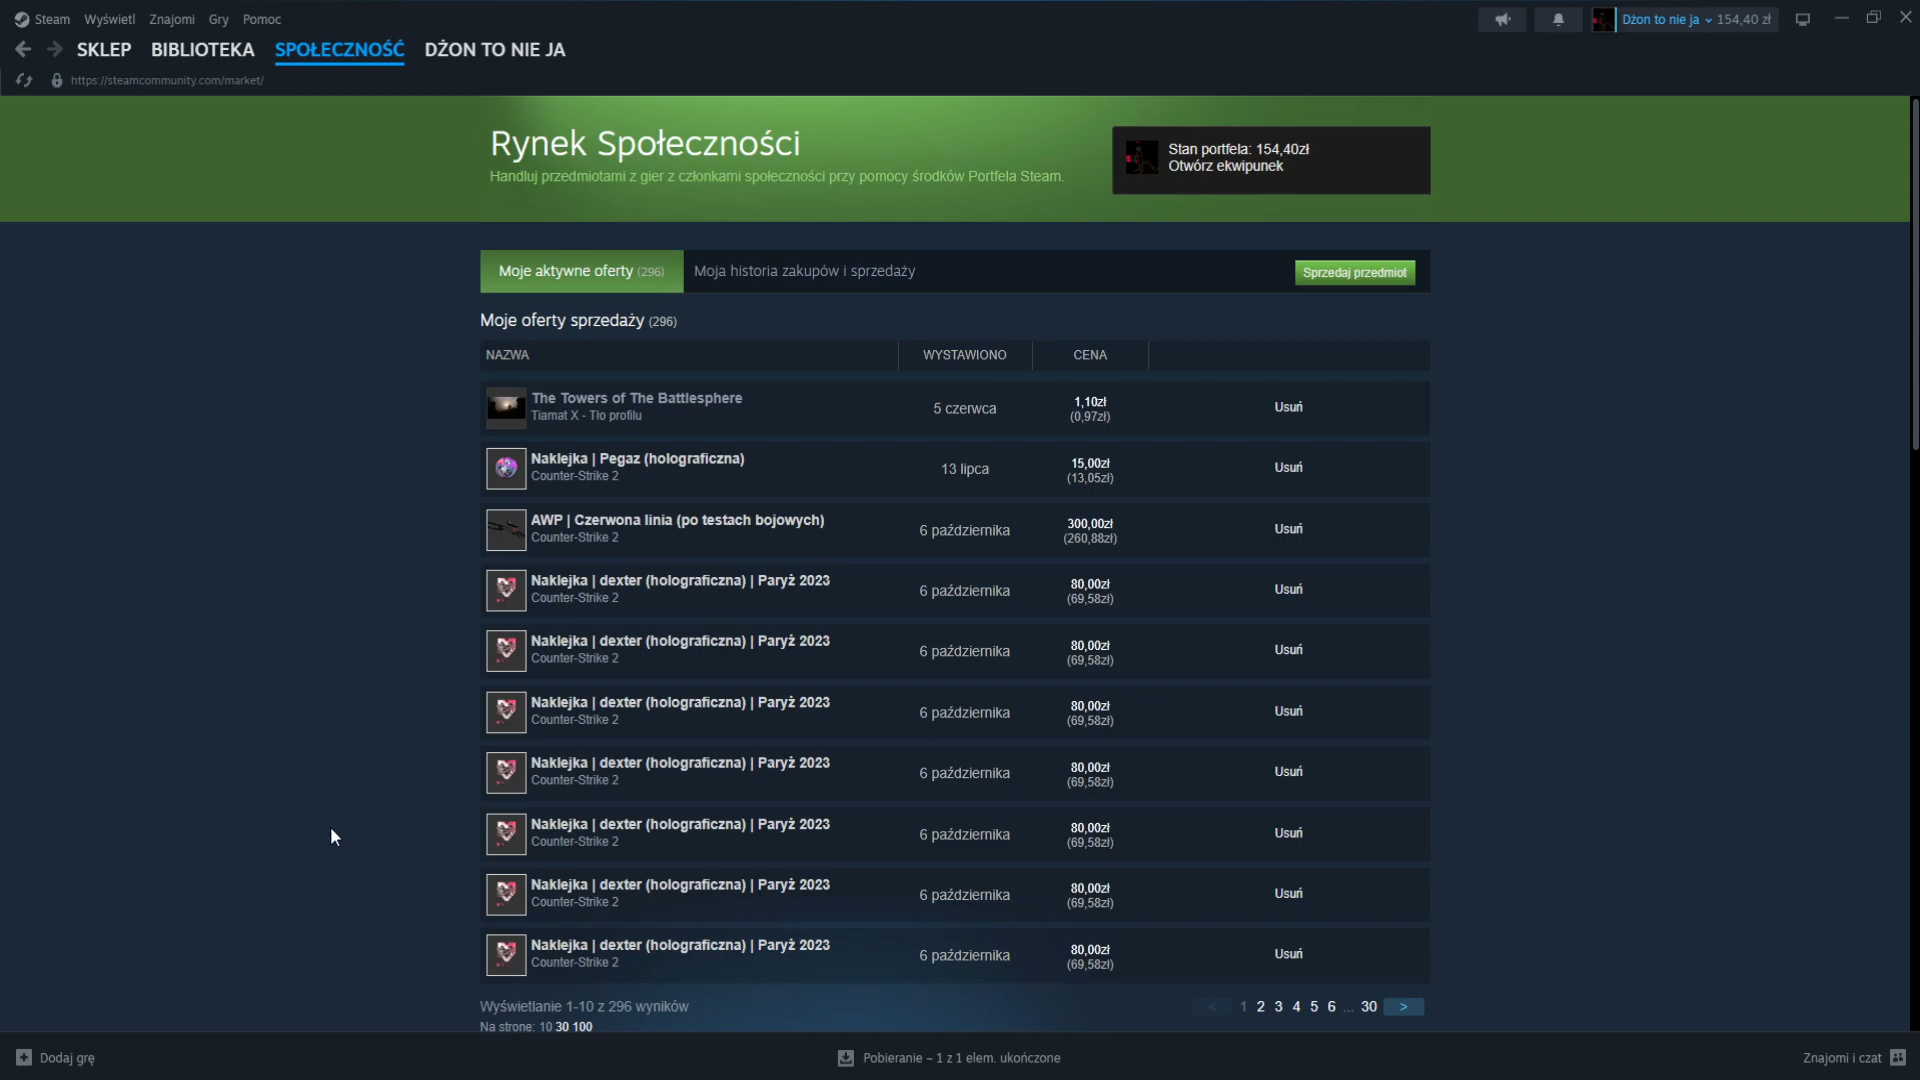 Steam Wyświetl Znajomi Gry Pomoc
Dżon to nie ja 154,40 zł
SKLEP BIBLIOTEKA SPOŁECZNOŚĆ DŻON TO NIE JA
https://steamcommunity.com/market/
Rynek Społeczności
Handluj przedmiotami z gier z członkami społeczności przy pomocy środków Portfela Steam.
Stan portfela: 154,40zł
Otwórz ekwipunek
Moje aktywne oferty (296) Moja historia zakupów i sprzedaży Sprzedaj przedmiot
Moje oferty sprzedaży (296)
NAZWA WYSTAWIONO CENA
The Towers of The Battlesphere
Tiamat X - Tło profilu
5 czerwca
1,10zł
(0,97zł)
Usuń
Naklejka | Pegaz (holograficzna)
Counter-Strike 2
13 lipca
15,00zł
(13,05zł)
Usuń
AWP | Czerwona linia (po testach bojowych)
Counter-Strike 2
6 października
300,00zł
(260,88zł)
Usuń
Naklejka | dexter (holograficzna) | Paryż 2023
Counter-Strike 2
6 października
80,00zł
(69,58zł)
Usuń
Naklejka | dexter (holograficzna) | Paryż 2023
Counter-Strike 2
6 października
80,00zł
(69,58zł)
Usuń
Naklejka | dexter (holograficzna) | Paryż 2023
Counter-Strike 2
6 października
80,00zł
(69,58zł)
Usuń
Naklejka | dexter (holograficzna) | Paryż 2023
Counter-Strike 2
6 października
80,00zł
(69,58zł)
Usuń
Naklejka | dexter (holograficzna) | Paryż 2023
Counter-Strike 2
6 października
80,00zł
(69,58zł)
Usuń
Naklejka | dexter (holograficzna) | Paryż 2023
Counter-Strike 2
6 października
80,00zł
(69,58zł)
Usuń
Naklejka | dexter (holograficzna) | Paryż 2023
Counter-Strike 2
6 października
80,00zł
(69,58zł)
Usuń
Wyświetlanie 1-10 z 296 wyników
< 1 2 3 4 5 6 ... 30 >
Na stronę: 10 30 100
Dodaj grę
Pobieranie – 1 z 1 elem. ukończone
Znajomi i czat